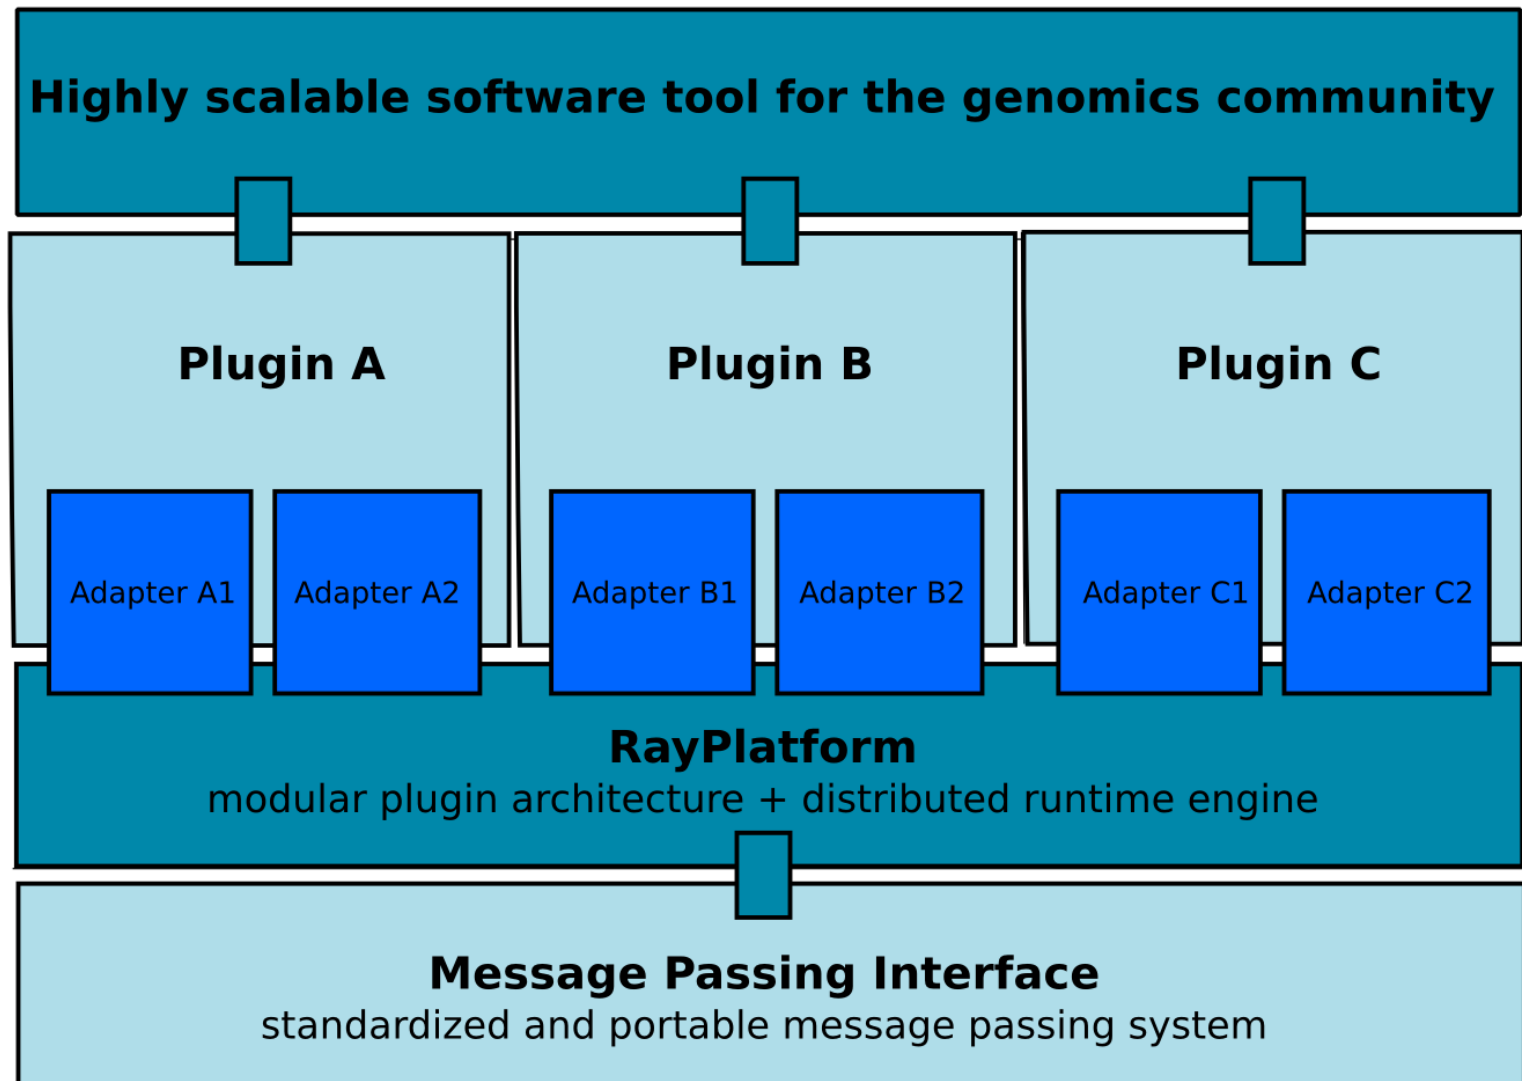 Highly scalable software tool for the genomics community
Plugin A
Plugin B
Plugin C
Adapter A1
Adapter A2
Adapter B1
Adapter B2
Adapter C1
Adapter C2
RayPlatform
modular plugin architecture + distributed runtime engine
Message Passing Interface
standardized and portable message passing system